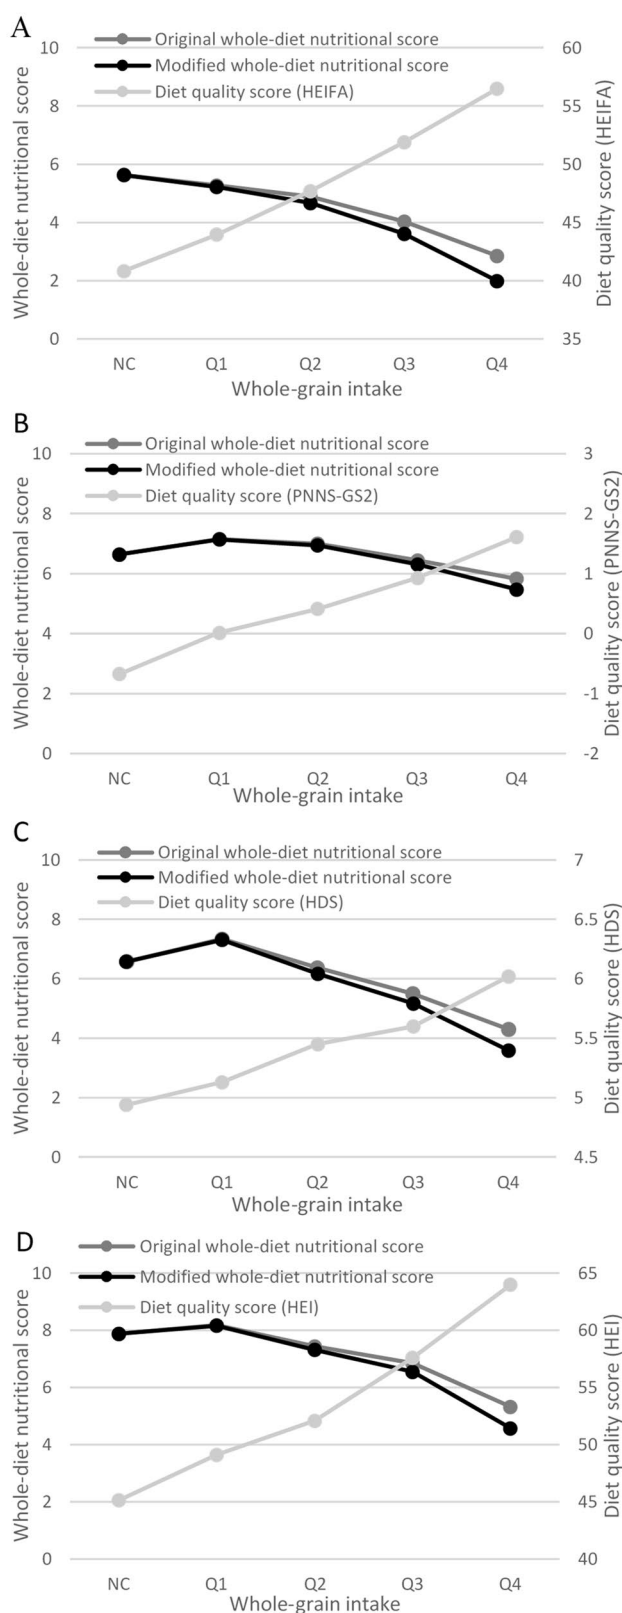 A
Original whole-diet nutritional score
Modified whole-diet nutritional score
Diet quality score (HEIFA)
Whole-diet nutritional score
10
8
6
4
2
0
60
55
50
45
40
35
Diet quality score (HEIFA)
NC Q1 Q2 Q3 Q4
Whole-grain intake
B
Original whole-diet nutritional score
Modified whole-diet nutritional score
Diet quality score (PNNS-GS2)
Whole-diet nutritional score
10
8
6
4
2
0
3
2
1
0
-1
-2
Diet quality score (PNNS-GS2)
NC Q1 Q2 Q3 Q4
Whole-grain intake
C
Original whole-diet nutritional score
Modified whole-diet nutritional score
Diet quality score (HDS)
Whole-diet nutritional score
10
8
6
4
2
0
7
6.5
6
5.5
5
4.5
Diet quality score (HDS)
NC Q1 Q2 Q3 Q4
Whole-grain intake
D
Original whole-diet nutritional score
Modified whole-diet nutritional score
Diet quality score (HEI)
Whole-diet nutritional score
10
8
6
4
2
0
65
60
55
50
45
40
Diet quality score (HEI)
NC Q1 Q2 Q3 Q4
Whole-grain intake